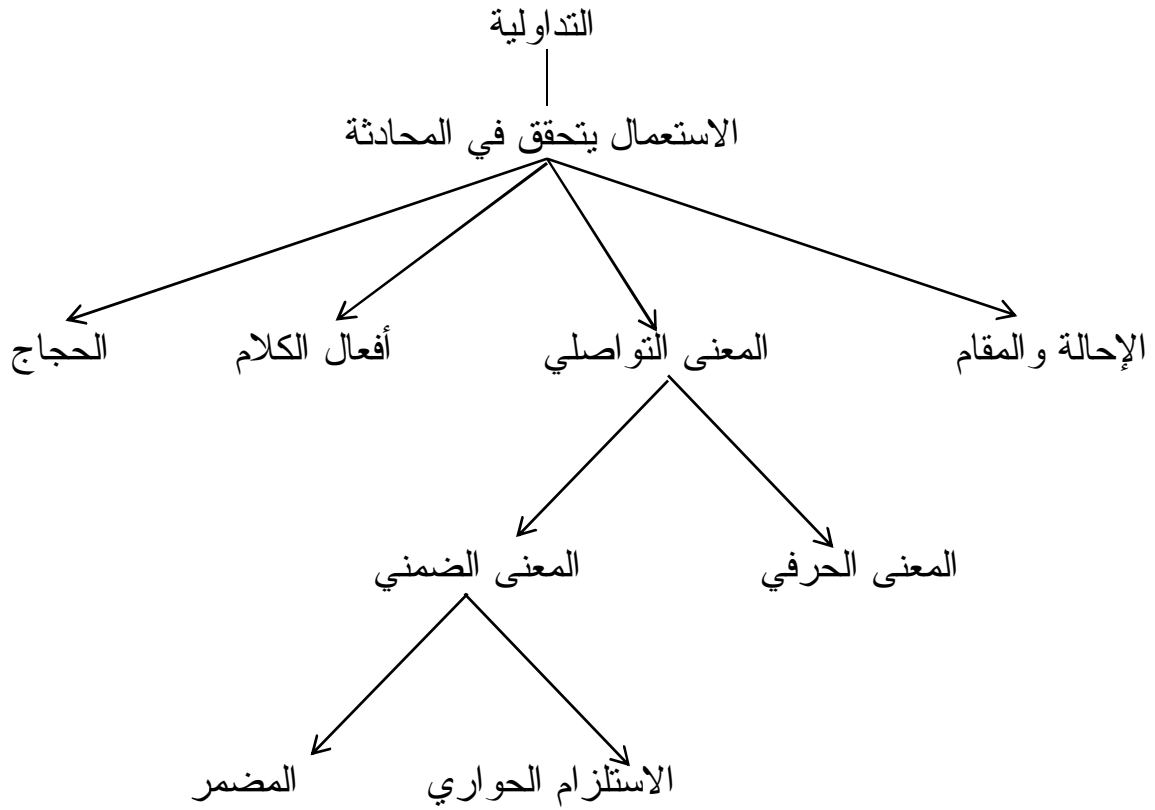 التداولية
الاستعمال يتحقق في المحادثة
الإحالة والمقام المعنى التواصلي أفعال الكلام الحجاج
المعنى الحرفي المعنى الضمني
الاستلزام الحواري المضمر